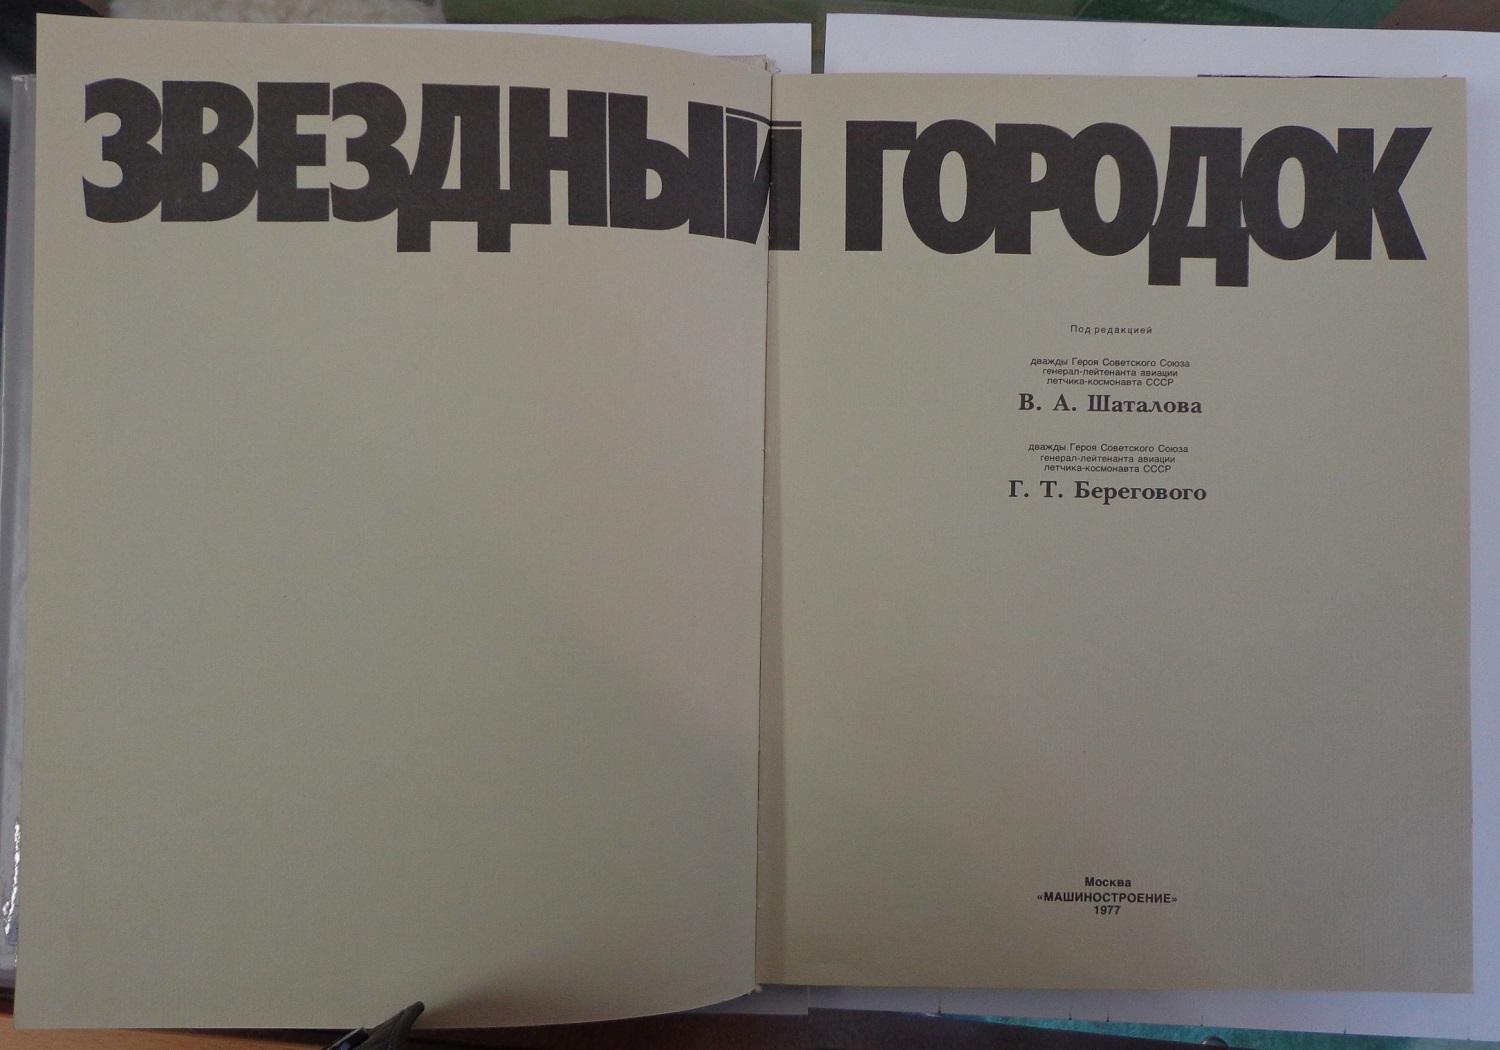 ЗВЕЗДНЫЙ ГОРОДОК
Под редакцией
дважды Героя Советского Союза
генерал-лейтенанта авиации
летчика-космонавта СССР
В. А. Шаталова
дважды Героя Советского Союза
генерал-лейтенанта авиации
летчика-космонавта СССР
Г. Т. Берегового
Москва
«МАШИНОСТРОЕНИЕ»
1977